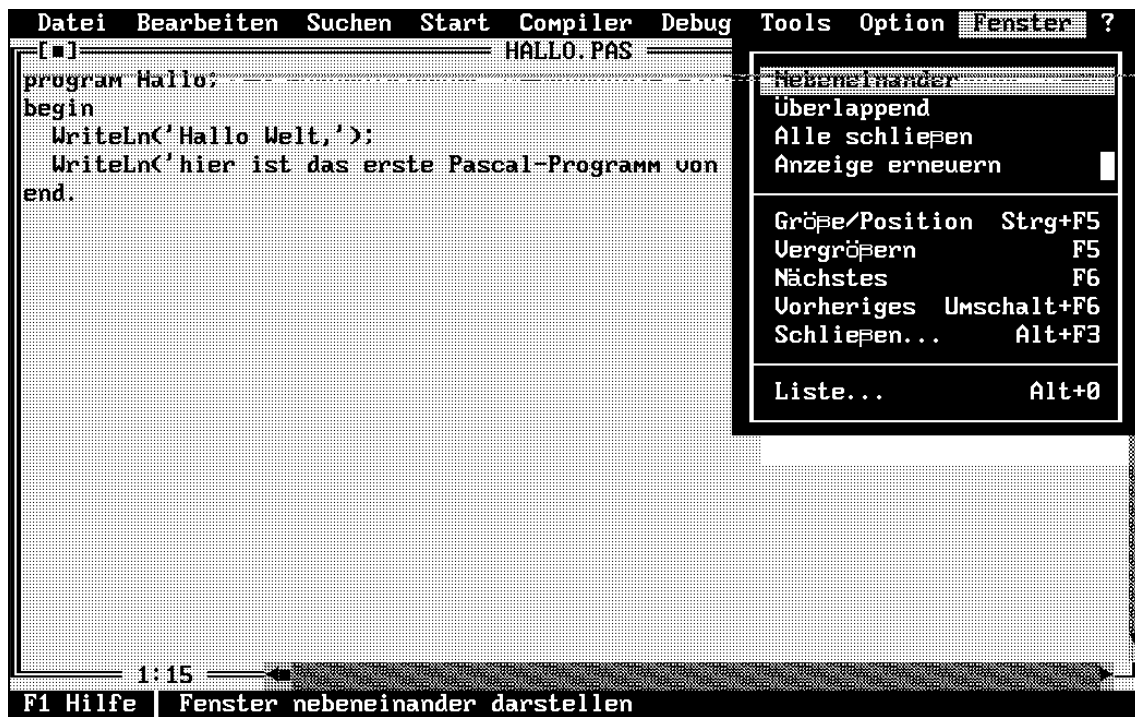 Datei Bearbeiten Suchen Start Compiler Debug Tools Option Fenster ?
HALLO.PAS
program Hallo;
begin
WriteLn('Hallo Welt,');
WriteLn('hier ist das erste Pascal-Programm von
end.
Nebeneinander
Überlappend
Alle schließen
Anzeige erneuern
Größe/Position Strg+F5
Vergrößern F5
Nächstes F6
Vorheriges Umschalt+F6
Schließen... Alt+F3
Liste... Alt+0
1:15
F1 Hilfe | Fenster nebeneinander darstellen